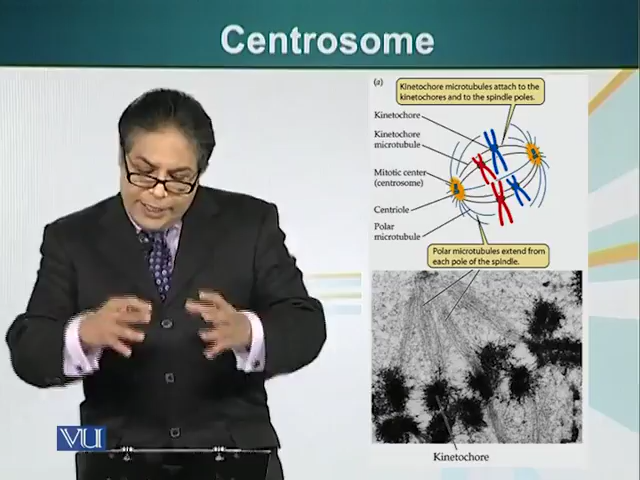 Centrosome
(a)
Kinetochore microtubules attach to the
kinetochores and to the spindle poles.
Kinetochore
Kinetochore
microtubule
Mitotic center
(centrosome)
Centriole
Polar
microtubule
Polar microtubules extend from
each pole of the spindle.
Kinetochore
VU